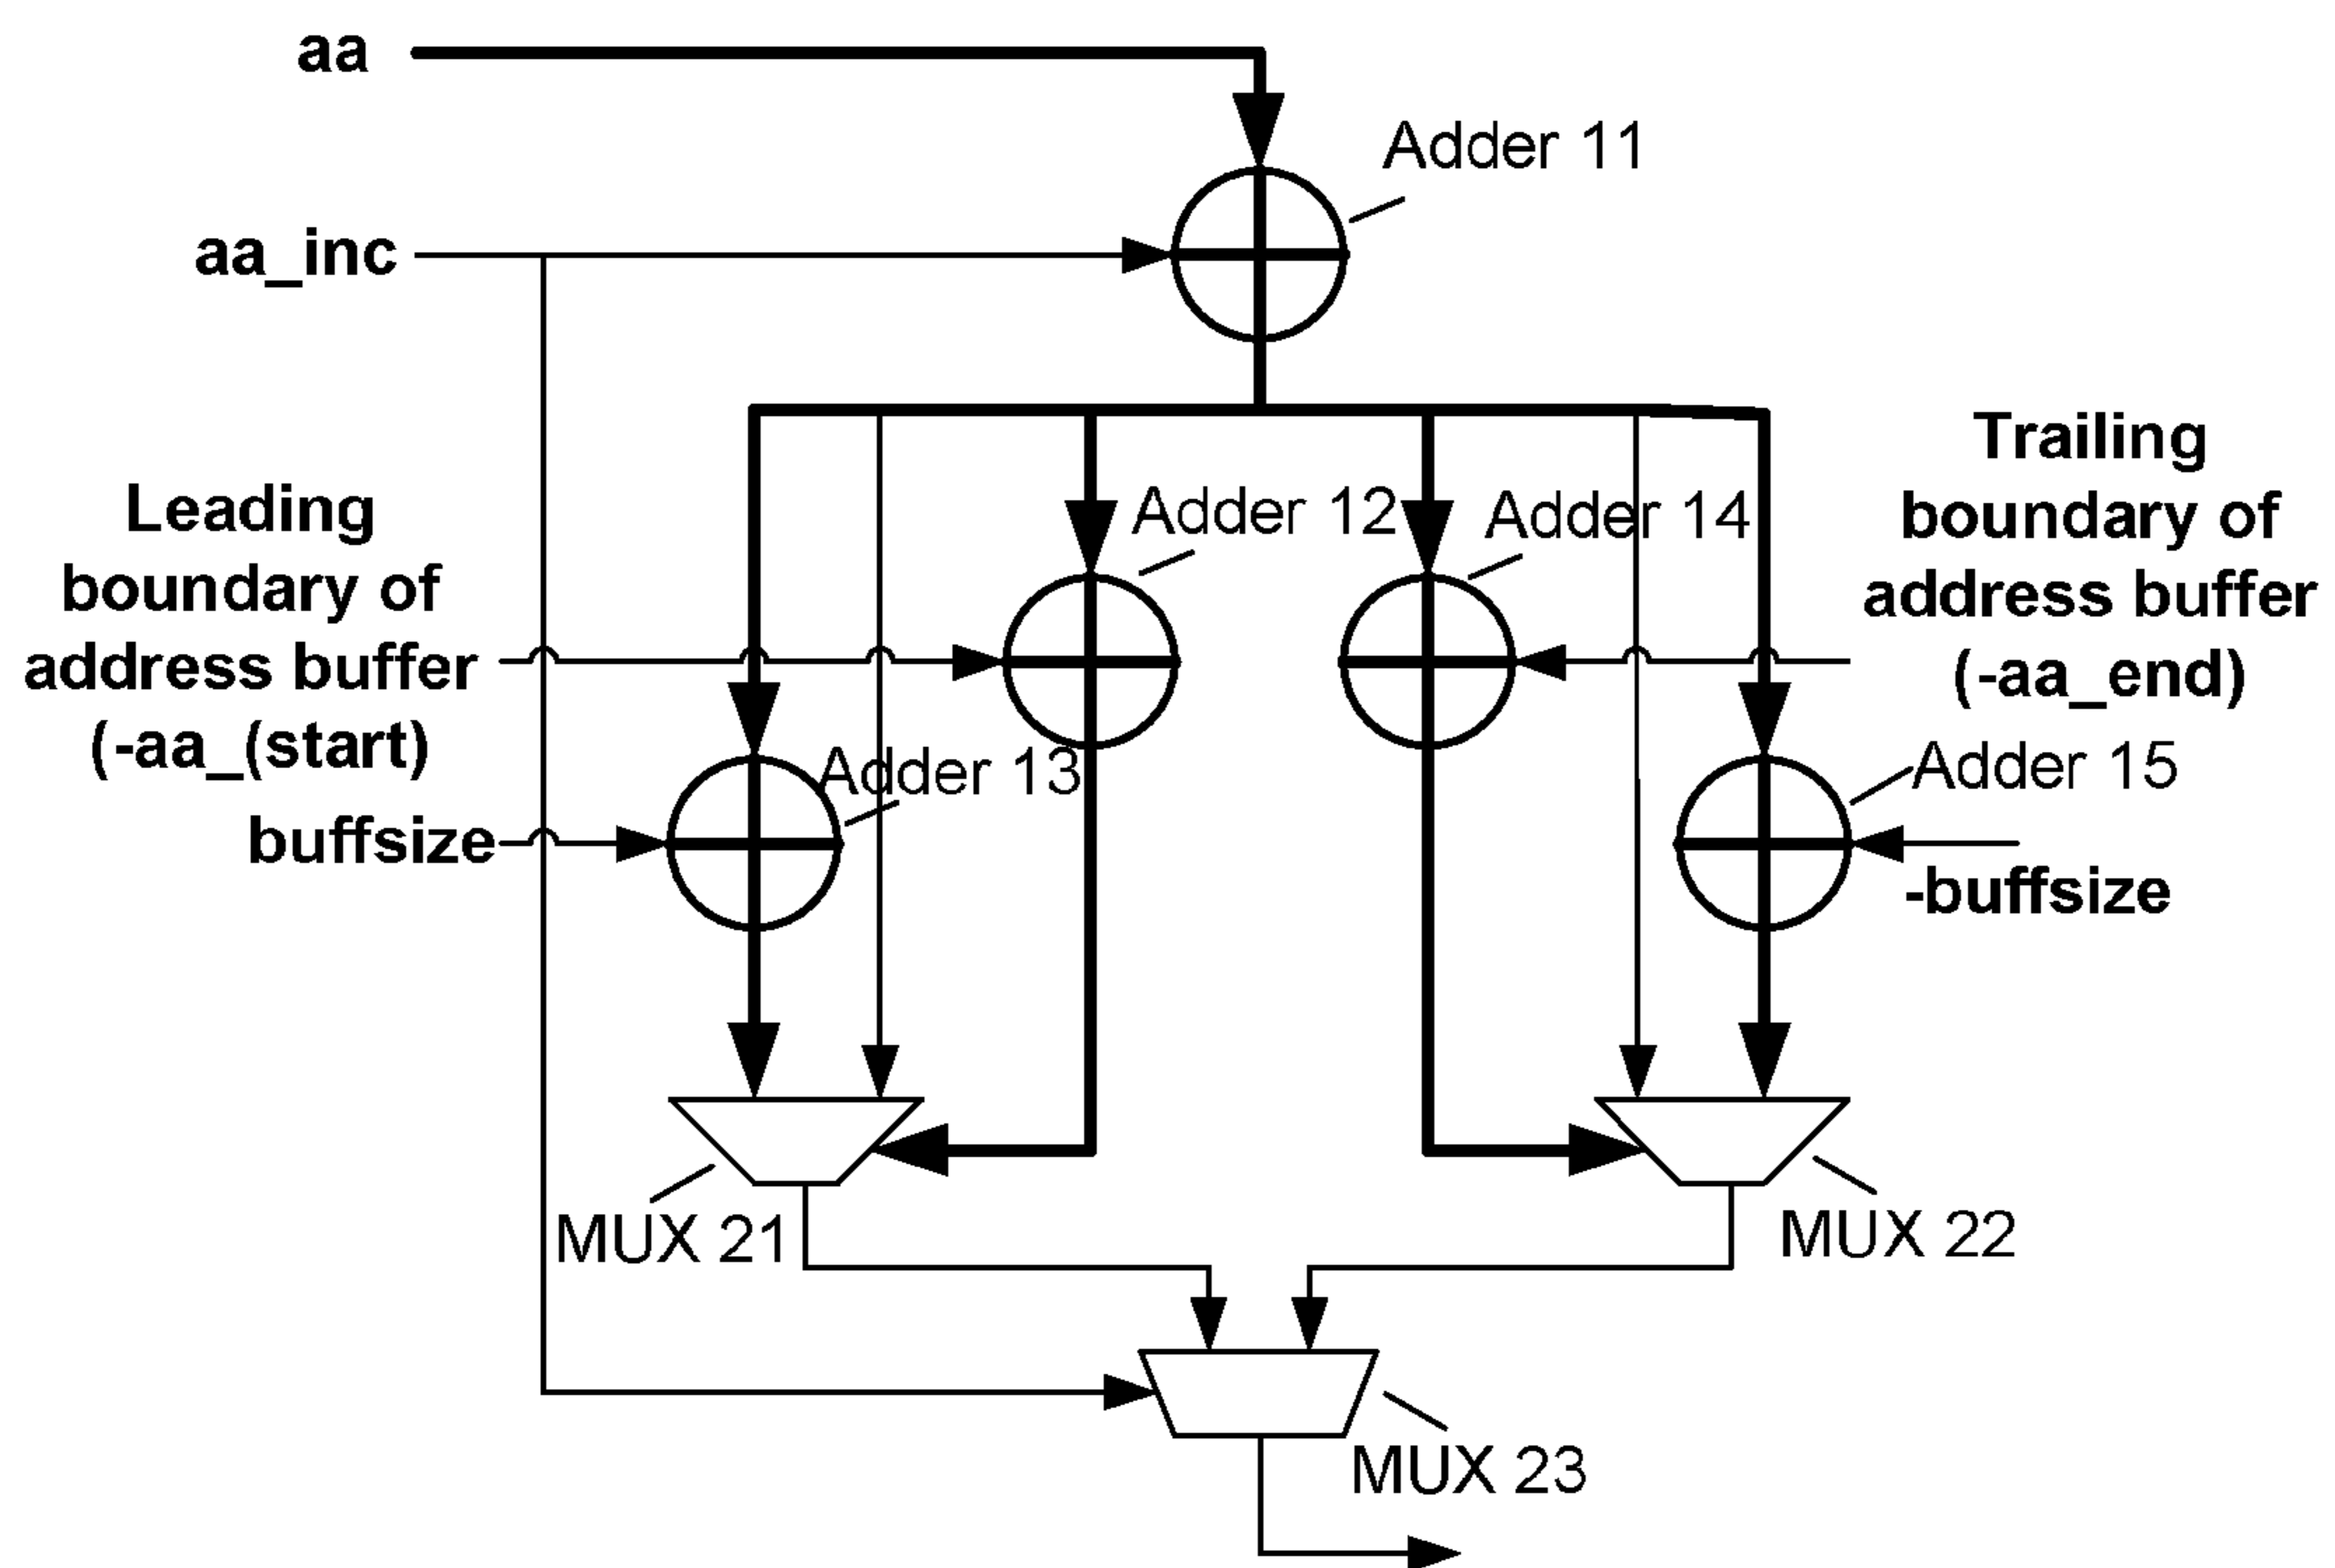 aa
Adder 11
aa_inc
Leading
boundary of
address buffer
(-aa_(start)
buffsize
Adder 12
Adder 14
Trailing
boundary of
address buffer
(-aa_end)
Adder 13
Adder 15
-buffsize
MUX 21
MUX 22
MUX 23